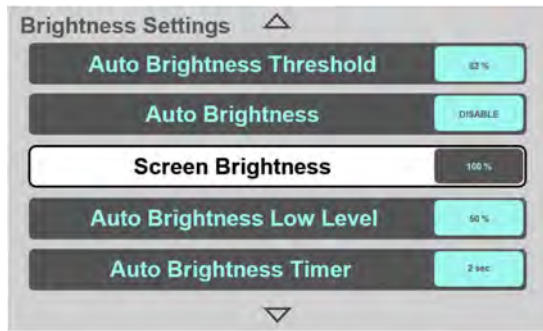 Brightness Settings
Auto Brightness Threshold
Auto Brightness DISABLE
Screen Brightness 100 %
Auto Brightness Low Level 50 %
Auto Brightness Timer 2 sec